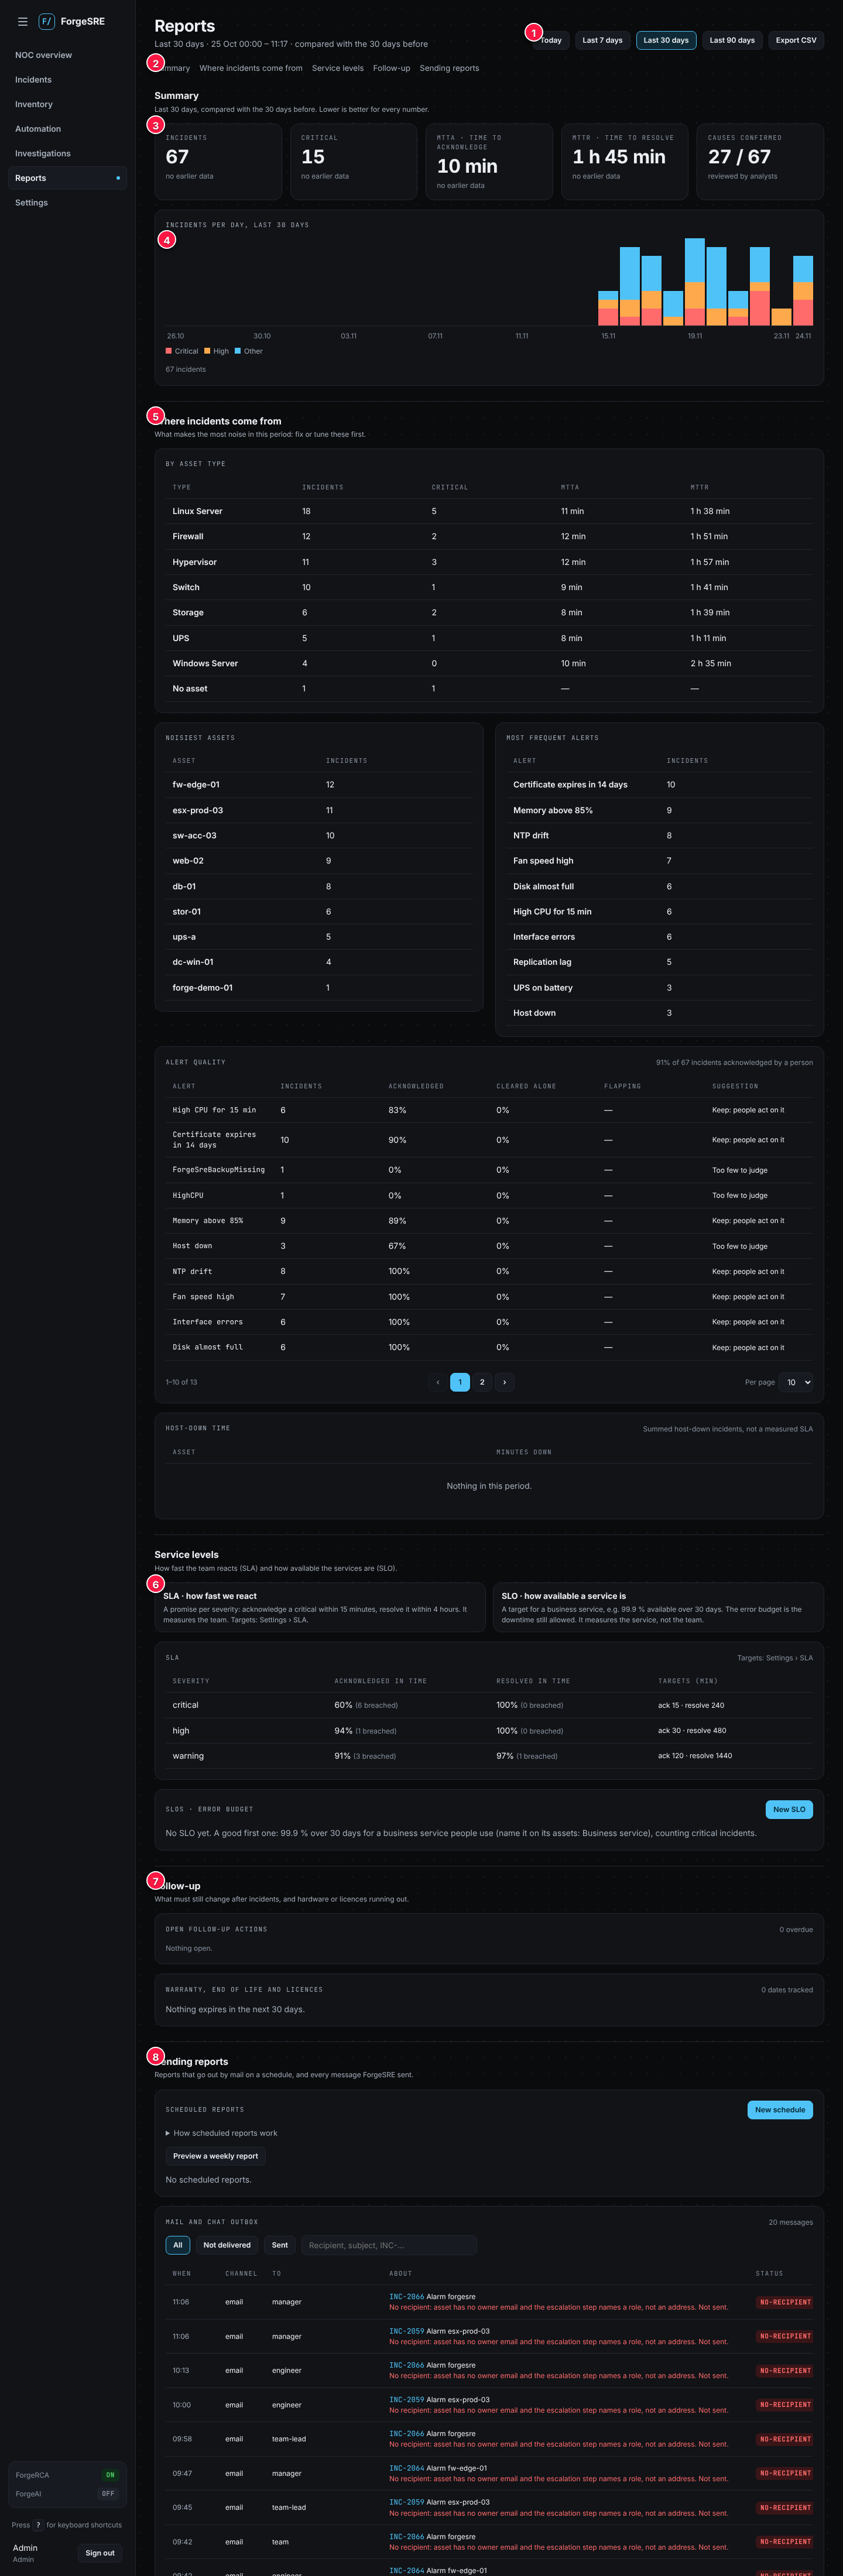 F/ ForgeSRE
NOC overview
Incidents
Inventory
Automation
Investigations
Reports
Settings
ForgeRCA ON
ForgeAI OFF
Press ? for keyboard shortcuts
Admin
Admin
Sign out
Reports
Last 30 days · 25 Oct 00:00 – 11:17 · compared with the 30 days before
1
Last 7 days
Last 30 days
Last 90 days
Export CSV
2
Where incidents come from
Service levels
Follow-up
Sending reports
Summary
Last 30 days, compared with the 30 days before. Lower is better for every number.
3
INCIDENTS
67
no earlier data
CRITICAL
15
no earlier data
MTTA · TIME TO
ACKNOWLEDGE
10 min
no earlier data
MTTR · TIME TO RESOLVE
1 h 45 min
no earlier data
CAUSES CONFIRMED
27 / 67
reviewed by analysts
INCIDENTS PER DAY, LAST 30 DAYS
4
26.10 30.10 03.11 07.11 11.11 15.11 19.11 23.11 24.11
Critical High Other
67 incidents
5
incidents come from
What makes the most noise in this period: fix or tune these first.
BY ASSET TYPE
TYPE INCIDENTS CRITICAL MTTA MTTR
Linux Server 18 5 11 min 1 h 38 min
Firewall 12 2 12 min 1 h 51 min
Hypervisor 11 3 12 min 1 h 57 min
Switch 10 1 9 min 1 h 41 min
Storage 6 2 8 min 1 h 39 min
UPS 5 1 8 min 1 h 11 min
Windows Server 4 0 10 min 2 h 35 min
No asset 1 1 — —
NOISIEST ASSETS
ASSET INCIDENTS
fw-edge-01 12
esx-prod-03 11
sw-acc-03 10
web-02 9
db-01 8
stor-01 6
ups-a 5
dc-win-01 4
forge-demo-01 1
MOST FREQUENT ALERTS
ALERT INCIDENTS
Certificate expires in 14 days 10
Memory above 85% 9
NTP drift 8
Fan speed high 7
Disk almost full 6
High CPU for 15 min 6
Interface errors 6
Replication lag 5
UPS on battery 3
Host down 3
ALERT QUALITY
91% of 67 incidents acknowledged by a person
ALERT INCIDENTS ACKNOWLEDGED CLEARED ALONE FLAPPING SUGGESTION
High CPU for 15 min 6 83% 0% — Keep: people act on it
Certificate expires
in 14 days 10 90% 0% — Keep: people act on it
ForgeSreBackupMissing 1 0% 0% — Too few to judge
HighCPU 1 0% 0% — Too few to judge
Memory above 85% 9 89% 0% — Keep: people act on it
Host down 3 67% 0% — Too few to judge
NTP drift 8 100% 0% — Keep: people act on it
Fan speed high 7 100% 0% — Keep: people act on it
Interface errors 6 100% 0% — Keep: people act on it
Disk almost full 6 100% 0% — Keep: people act on it
1–10 of 13
‹ 1 2 ›
Per page 10
HOST-DOWN TIME
Summed host-down incidents, not a measured SLA
ASSET MINUTES DOWN
Nothing in this period.
Service levels
How fast the team reacts (SLA) and how available the services are (SLO).
6
SLA · how fast we react
A promise per severity: acknowledge a critical within 15 minutes, resolve it within 4 hours. It
measures the team. Targets: Settings › SLA.
SLO · how available a service is
A target for a business service, e.g. 99.9 % available over 30 days. The error budget is the
downtime still allowed. It measures the service, not the team.
SLA
Targets: Settings › SLA
SEVERITY ACKNOWLEDGED IN TIME RESOLVED IN TIME TARGETS (MIN)
critical 60% (6 breached) 100% (0 breached) ack 15 · resolve 240
high 94% (1 breached) 100% (0 breached) ack 30 · resolve 480
warning 91% (3 breached) 97% (1 breached) ack 120 · resolve 1440
SLOS · ERROR BUDGET
New SLO
No SLO yet. A good first one: 99.9 % over 30 days for a business service people use (name it on its assets: Business service), counting critical incidents.
7
What must still change after incidents, and hardware or licences running out.
OPEN FOLLOW-UP ACTIONS
0 overdue
Nothing open.
WARRANTY, END OF LIFE AND LICENCES
0 dates tracked
Nothing expires in the next 30 days.
8
reports
Reports that go out by mail on a schedule, and every message ForgeSRE sent.
SCHEDULED REPORTS
New schedule
▶ How scheduled reports work
Preview a weekly report
No scheduled reports.
MAIL AND CHAT OUTBOX
20 messages
All
Not delivered
Sent
Recipient, subject, INC-...
WHEN CHANNEL TO ABOUT STATUS
11:06 email manager INC-2066 Alarm forgesre NO-RECIPIENT
No recipient: asset has no owner email and the escalation step names a role, not an address. Not sent.
11:06 email manager INC-2059 Alarm esx-prod-03 NO-RECIPIENT
No recipient: asset has no owner email and the escalation step names a role, not an address. Not sent.
10:13 email engineer INC-2066 Alarm forgesre NO-RECIPIENT
No recipient: asset has no owner email and the escalation step names a role, not an address. Not sent.
10:00 email engineer INC-2059 Alarm esx-prod-03 NO-RECIPIENT
No recipient: asset has no owner email and the escalation step names a role, not an address. Not sent.
09:58 email team-lead INC-2066 Alarm forgesre NO-RECIPIENT
No recipient: asset has no owner email and the escalation step names a role, not an address. Not sent.
09:47 email manager INC-2064 Alarm fw-edge-01 NO-RECIPIENT
No recipient: asset has no owner email and the escalation step names a role, not an address. Not sent.
09:45 email team-lead INC-2059 Alarm esx-prod-03 NO-RECIPIENT
No recipient: asset has no owner email and the escalation step names a role, not an address. Not sent.
09:42 email team INC-2066 Alarm forgesre NO-RECIPIENT
No recipient: asset has no owner email and the escalation step names a role, not an address. Not sent.
INC-2064 Alarm fw-edge-01